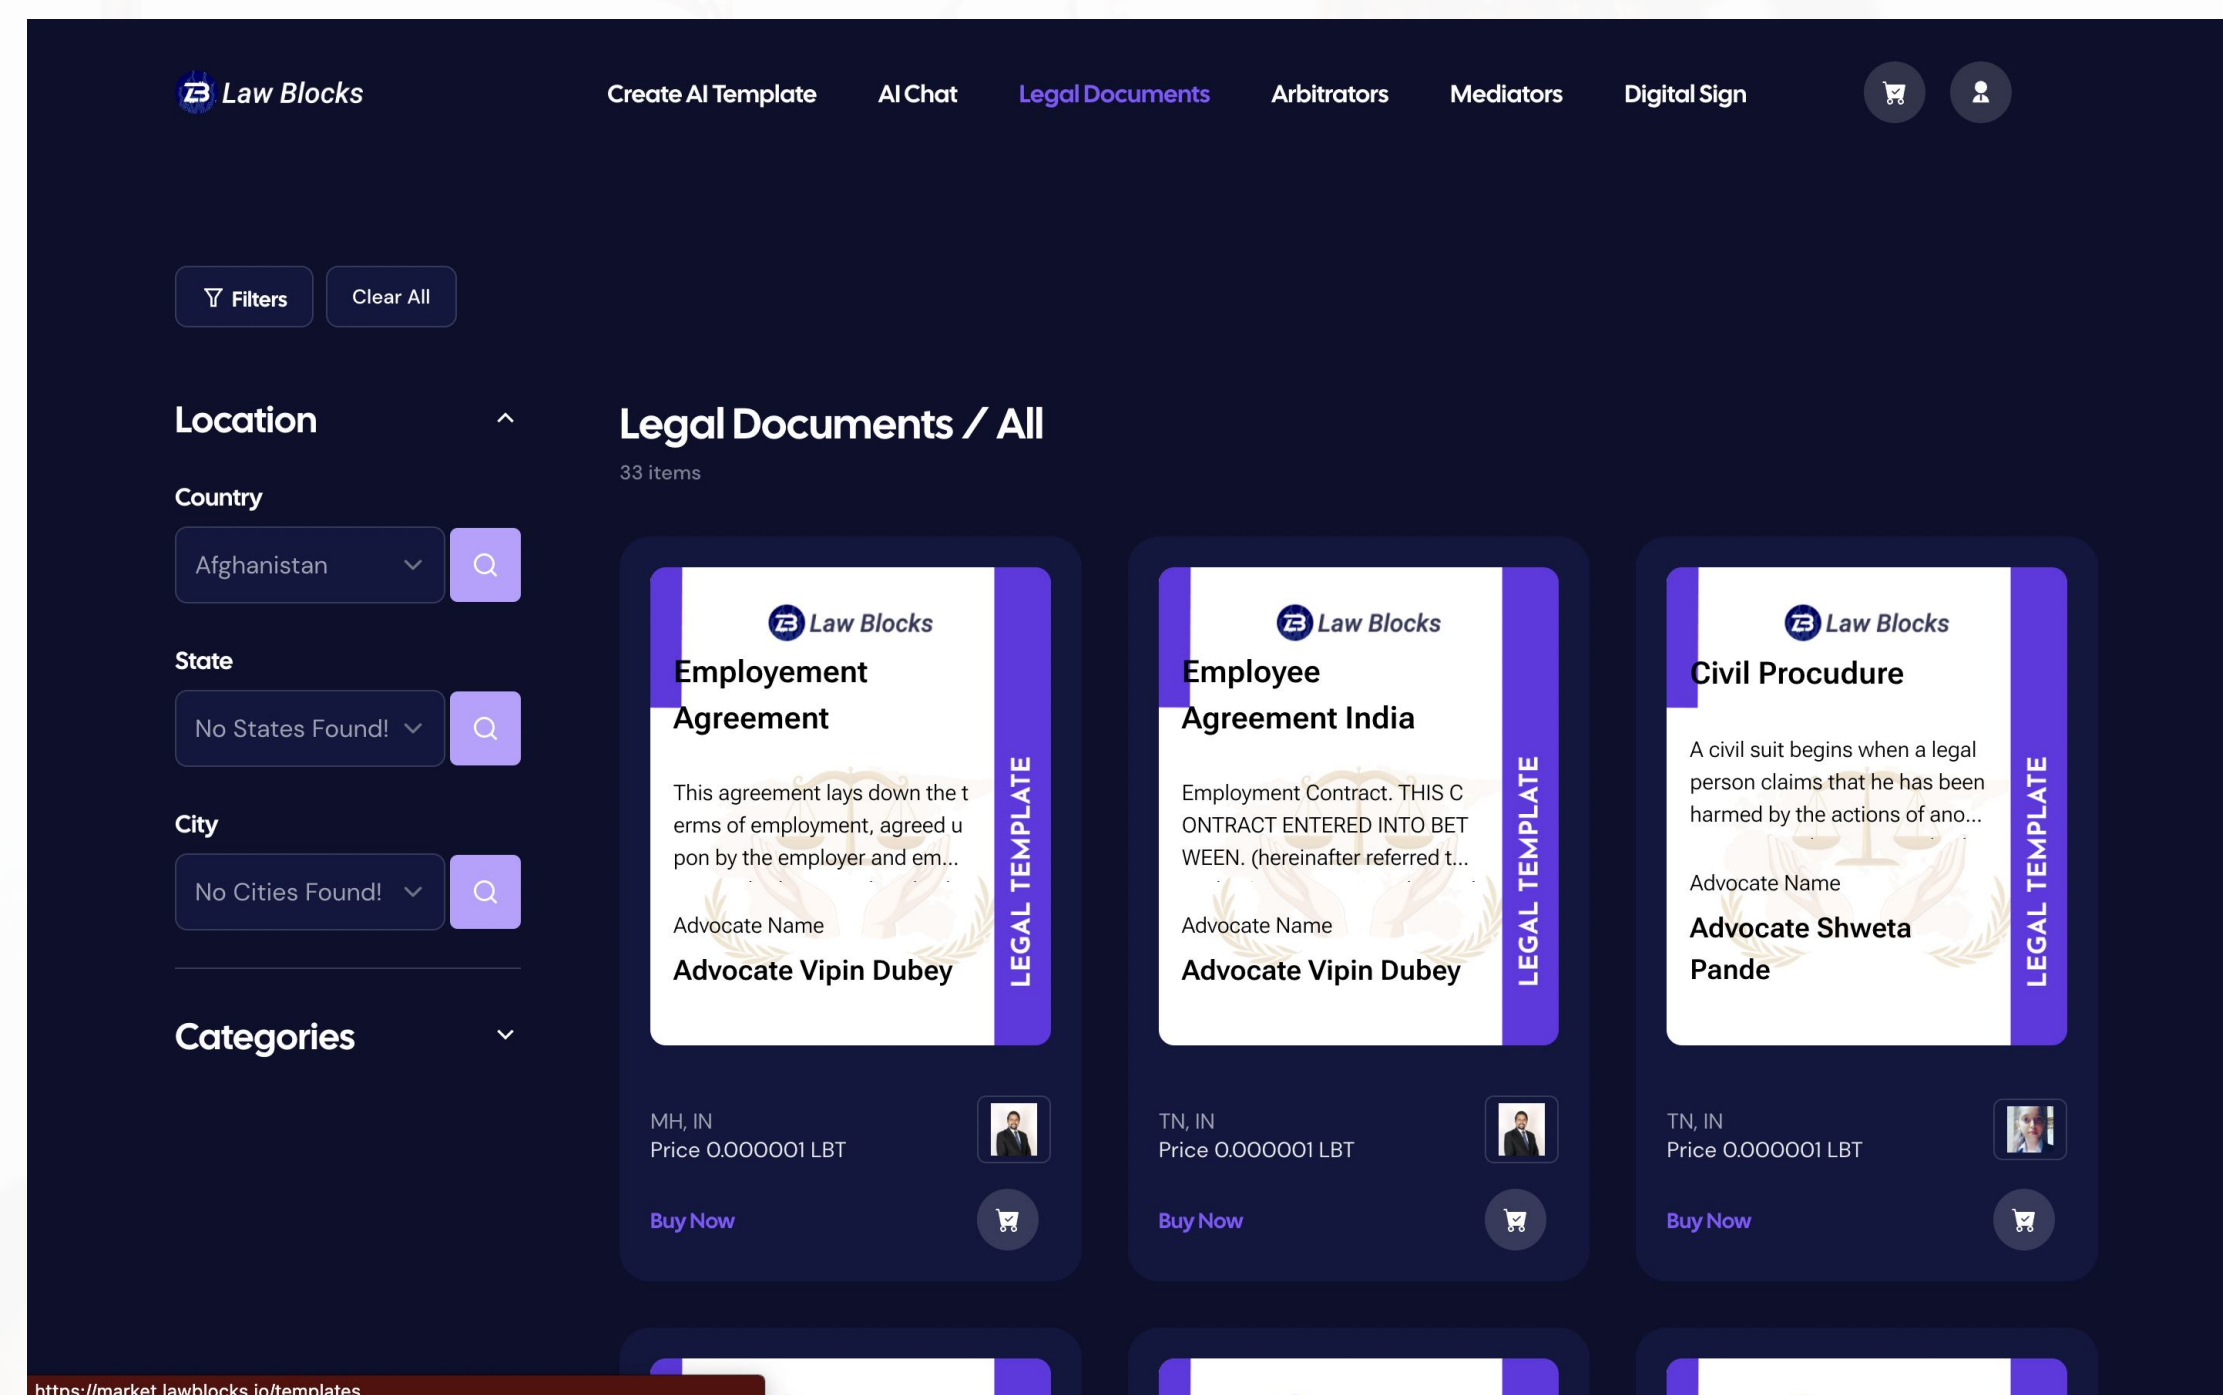 Law Blocks
Create AI Template
AI Chat
Legal Documents
Arbitrators
Mediators
Digital Sign
Filters
Clear All
Location
Country
Afghanistan
State
No States Found!
City
No Cities Found!
Categories
Legal Documents / All
33 items
Law Blocks
Employement
Agreement
This agreement lays down the t
erms of employment, agreed u
pon by the employer and em...
Advocate Name
Advocate Vipin Dubey
LEGAL TEMPLATE
MH, IN
Price 0.000001 LBT
Buy Now
Law Blocks
Employee
Agreement India
Employment Contract. THIS C
ONTRACT ENTERED INTO BET
WEEN. (hereinafter referred t...
Advocate Name
Advocate Vipin Dubey
LEGAL TEMPLATE
TN, IN
Price 0.000001 LBT
Buy Now
Law Blocks
Civil Procudure
A civil suit begins when a legal
person claims that he has been
harmed by the actions of ano...
Advocate Name
Advocate Shweta
Pande
LEGAL TEMPLATE
TN, IN
Price 0.000001 LBT
Buy Now
https://market.lawblocks.io/templates